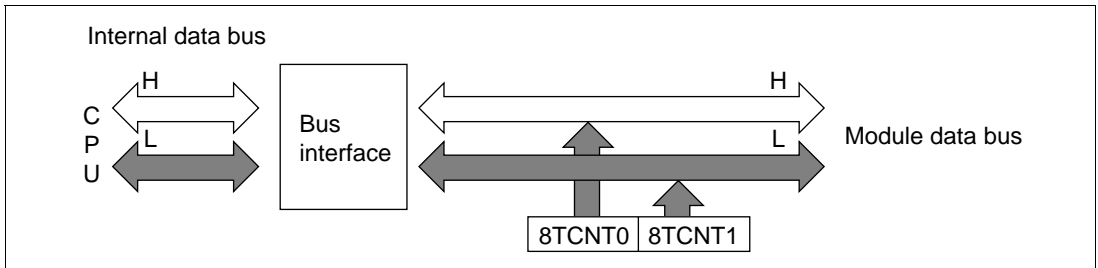 Internal data bus
H
H
C
P
U
L
L
Bus
interface
Module data bus
8TCNT0
8TCNT1